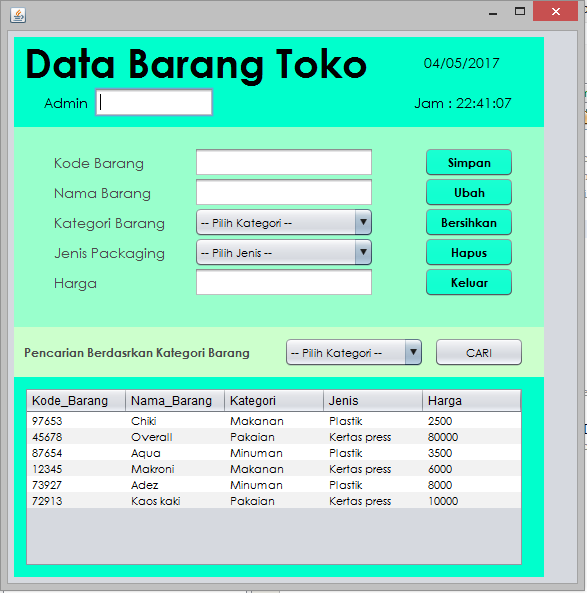 Data Barang Toko
04/05/2017
Admin
Jam : 22:41:07
Kode Barang
Simpan
Nama Barang
Ubah
Kategori Barang
-- Pilih Kategori --
Bersihkan
Jenis Packaging
-- Pilih Jenis --
Hapus
Harga
Keluar
Pencarian Berdasrkan Kategori Barang
-- Pilih Kategori --
CARI
Kode_Barang Nama_Barang Kategori Jenis Harga
97653 Chiki Makanan Plastik 2500
45678 Overall Pakaian Kertas press 80000
87654 Aqua Minuman Plastik 3500
12345 Makroni Makanan Kertas press 6000
73927 Adez Minuman Plastik 8000
72913 Kaos kaki Pakaian Kertas press 10000